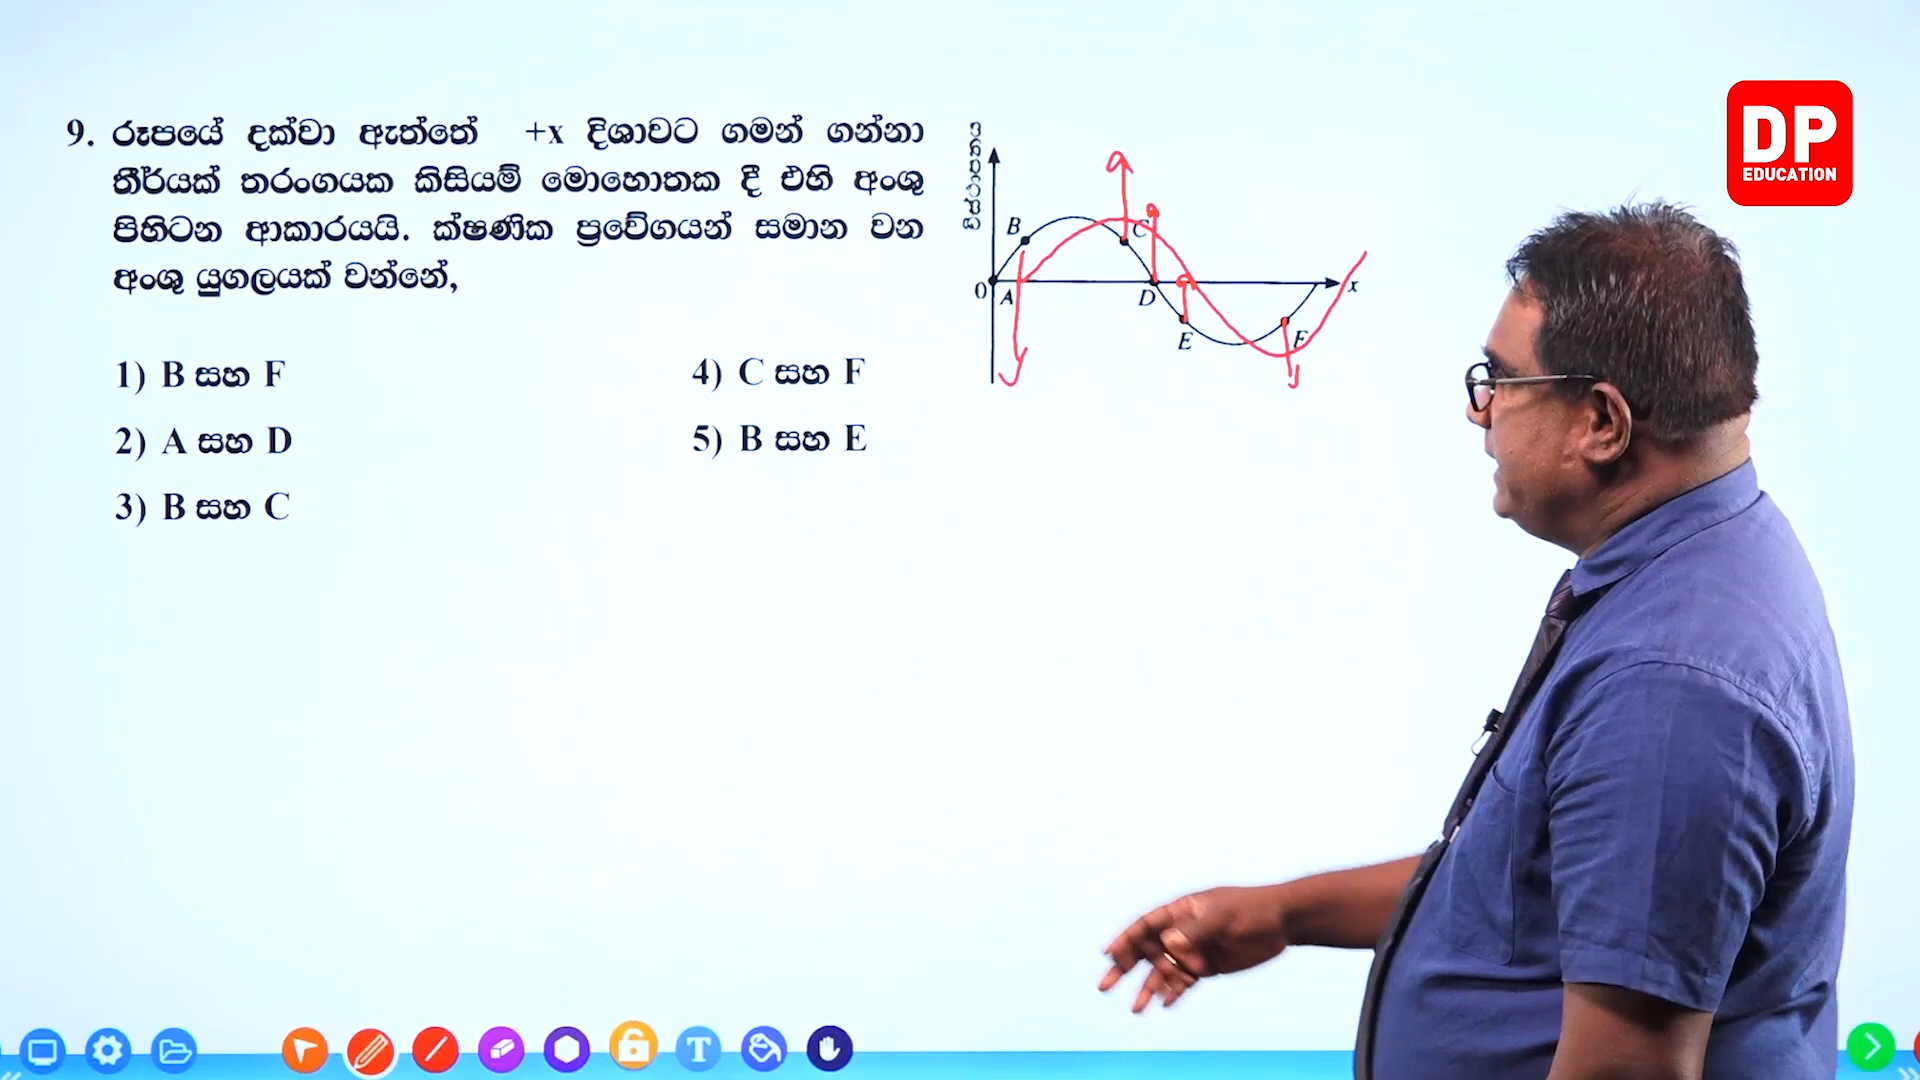 9. රූපයේ දක්වා ඇත්තේ +x දිශාවට ගමන් ගන්නා
තීර්යක් තරංගයක කිසියම් මොහොතක දී එහි අංශු
පිහිටන ආකාරයයි. ක්ෂණික ප්‍රවේගයන් සමාන වන
අංශු යුගලයක් වන්නේ,
1) B සහ F
2) A සහ D
3) B සහ C
4) C සහ F
5) B සහ E
විස්ථාපනය
B
C
0
A
D
x
E
F
DP
EDUCATION
T